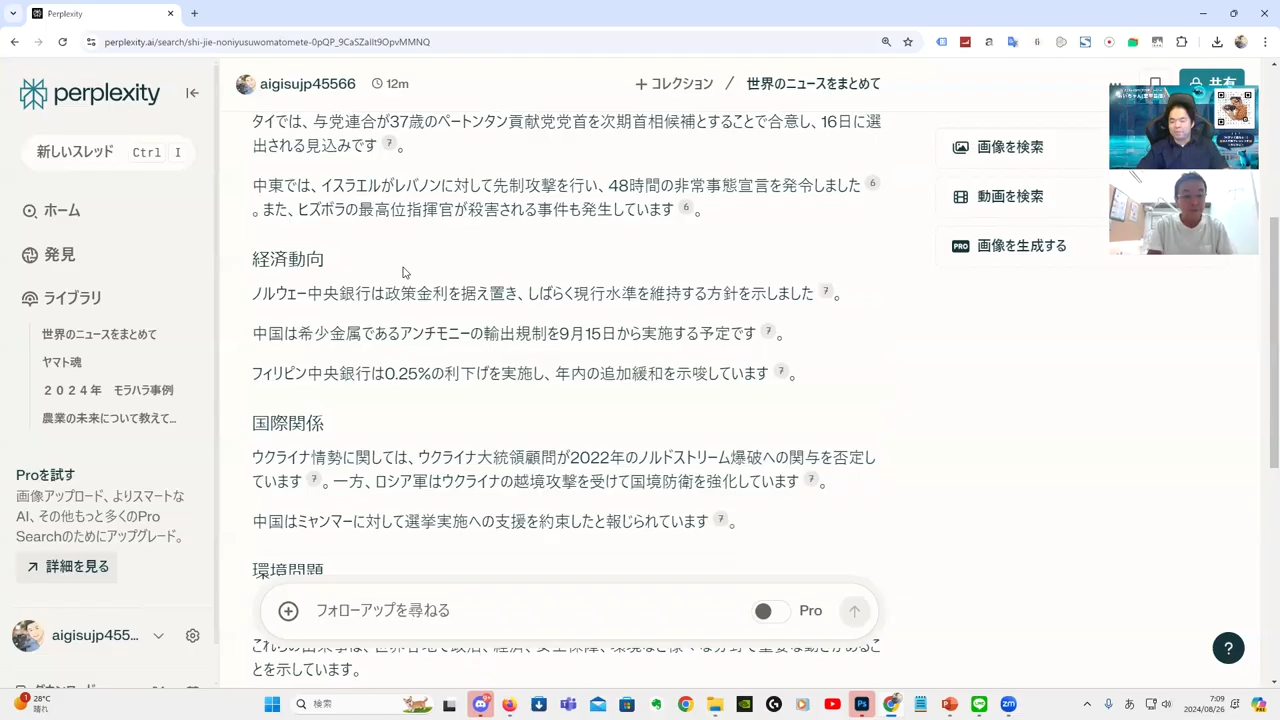 Perplexity
perplexity.ai/search/shi-jie-noniyusuwomatomete-0pQP_9CaSZaIlt9OpvMMNQ
perplexity
新しいスレッド Ctrl I
ホーム
発見
ライブラリ
世界のニュースをまとめて
ヤマト魂
２０２４年 モラハラ事例
農業の未来について教えて...
Proを試す
画像アップロード、よりスマートな
AI、その他もっと多くのPro
Searchのためにアップグレード。
詳細を見る
aigisujp455...
aigisujp45566 12m
コレクション / 世界のニュースをまとめて
共有
タイでは、与党連合が37歳のペートンタン貢献党党首を次期首相候補とすることで合意し、16日に選
出される見込みです 7 。
中東では、イスラエルがレバノンに対して先制攻撃を行い、48時間の非常事態宣言を発令しました 6
。また、ヒズボラの最高位指揮官が殺害される事件も発生しています 6 。
経済動向
ノルウェー中央銀行は政策金利を据え置き、しばらく現行水準を維持する方針を示しました 7 。
中国は希少金属であるアンチモニーの輸出規制を9月15日から実施する予定です 7 。
フィリピン中央銀行は0.25%の利下げを実施し、年内の追加緩和を示唆しています 7 。
国際関係
ウクライナ情勢に関しては、ウクライナ大統領顧問が2022年のノルドストリーム爆破への関与を否定し
ています 7 。一方、ロシア軍はウクライナの越境攻撃を受けて国境防衛を強化しています 7 。
中国はミャンマーに対して選挙実施への支援を約束したと報じられています 7 。
環境問題
フォローアップを尋ねる Pro
とを示しています。
画像を検索
動画を検索
PRO 画像を生成する
?
28°C
晴れ
検索
7:09
2024/08/26